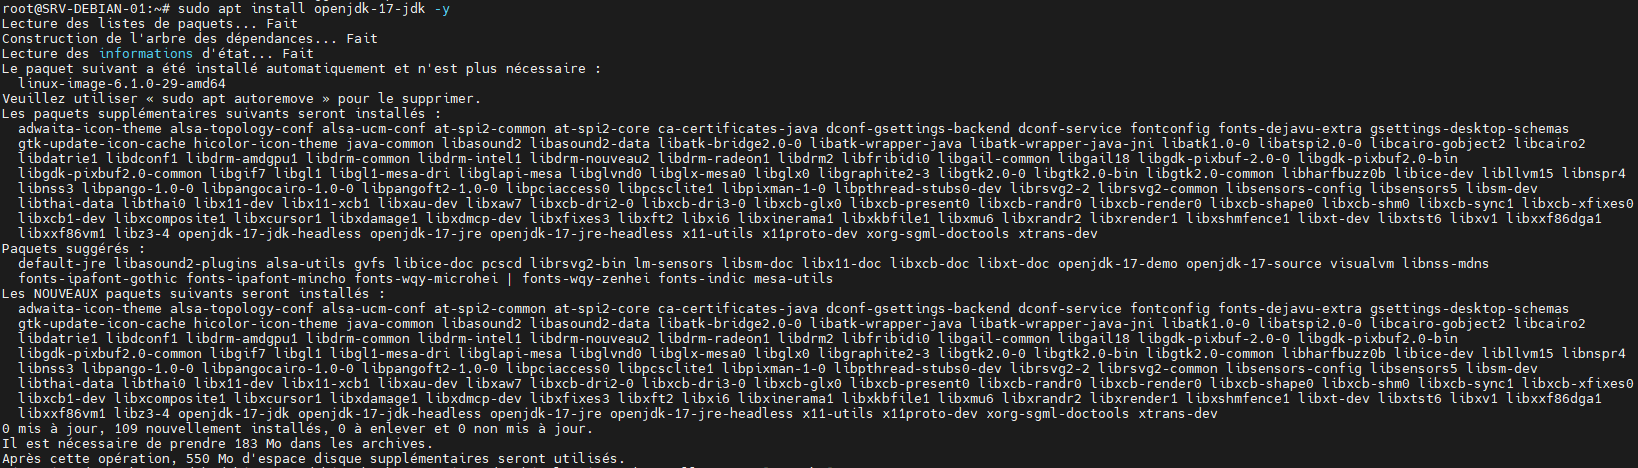 root@SRV-DEBIAN-01:~# sudo apt install openjdk-17-jdk -y
Lecture des listes de paquets... Fait
Construction de l'arbre des dépendances... Fait
Lecture des informations d'état... Fait
Le paquet suivant a été installé automatiquement et n'est plus nécessaire :
  linux-image-6.1.0-29-amd64
Veuillez utiliser « sudo apt autoremove » pour le supprimer.
Les paquets supplémentaires suivants seront installés :
  adwaita-icon-theme alsa-topology-conf alsa-ucm-conf at-spi2-common at-spi2-core ca-certificates-java dconf-gsettings-backend dconf-service fontconfig fonts-dejavu-extra gsettings-desktop-schemas
  gtk-update-icon-cache hicolor-icon-theme java-common libasound2 libasound2-data libatk-bridge2.0-0 libatk-wrapper-java libatk-wrapper-java-jni libatk1.0-0 libatspi2.0-0 libcairo-gobject2 libcairo2
  libdatrie1 libdconf1 libdrm-amdgpu1 libdrm-common libdrm-intel1 libdrm-nouveau2 libdrm-radeon1 libdrm2 libfribidi0 libgail-common libgail18 libgdk-pixbuf-2.0-0 libgdk-pixbuf2.0-bin
  libgdk-pixbuf2.0-common libgif7 libgl1 libgl1-mesa-dri libglapi-mesa libglvnd0 libglx-mesa0 libglx0 libgraphite2-3 libgtk2.0-0 libgtk2.0-bin libgtk2.0-common libharfbuzz0b libice-dev libllvm15 libnspr4
  libnss3 libpango-1.0-0 libpangocairo-1.0-0 libpangoft2-1.0-0 libpciaccess0 libpcsclite1 libpixman-1-0 libpthread-stubs0-dev librsvg2-2 librsvg2-common libsensors-config libsensors5 libsm-dev
  libthai-data libthai0 libx11-dev libx11-xcb1 libxau-dev libxaw7 libxcb-dri2-0 libxcb-dri3-0 libxcb-glx0 libxcb-present0 libxcb-randr0 libxcb-render0 libxcb-shape0 libxcb-shm0 libxcb-sync1 libxcb-xfixes0
  libxcb1-dev libxcomposite1 libxcursor1 libxdamage1 libxdmcp-dev libxfixes3 libxft2 libxi6 libxinerama1 libxkbfile1 libxmu6 libxrandr2 libxrender1 libxshmfence1 libxt-dev libxtst6 libxv1 libxxf86dga1
  libxxf86vm1 libz3-4 openjdk-17-jdk-headless openjdk-17-jre openjdk-17-jre-headless x11-utils x11proto-dev xorg-sgml-doctools xtrans-dev
Paquets suggérés :
  default-jre libasound2-plugins alsa-utils gvfs libice-doc pcscd librsvg2-bin lm-sensors libsm-doc libx11-doc libxcb-doc libxt-doc openjdk-17-demo openjdk-17-source visualvm libnss-mdns
  fonts-ipafont-gothic fonts-ipafont-mincho fonts-wqy-microhei | fonts-wqy-zenhei fonts-indic mesa-utils
Les NOUVEAUX paquets suivants seront installés :
  adwaita-icon-theme alsa-topology-conf alsa-ucm-conf at-spi2-common at-spi2-core ca-certificates-java dconf-gsettings-backend dconf-service fontconfig fonts-dejavu-extra gsettings-desktop-schemas
  gtk-update-icon-cache hicolor-icon-theme java-common libasound2 libasound2-data libatk-bridge2.0-0 libatk-wrapper-java libatk-wrapper-java-jni libatk1.0-0 libatspi2.0-0 libcairo-gobject2 libcairo2
  libdatrie1 libdconf1 libdrm-amdgpu1 libdrm-common libdrm-intel1 libdrm-nouveau2 libdrm-radeon1 libdrm2 libfribidi0 libgail-common libgail18 libgdk-pixbuf-2.0-0 libgdk-pixbuf2.0-bin
  libgdk-pixbuf2.0-common libgif7 libgl1 libgl1-mesa-dri libglapi-mesa libglvnd0 libglx-mesa0 libglx0 libgraphite2-3 libgtk2.0-0 libgtk2.0-bin libgtk2.0-common libharfbuzz0b libice-dev libllvm15 libnspr4
  libnss3 libpango-1.0-0 libpangocairo-1.0-0 libpangoft2-1.0-0 libpciaccess0 libpcsclite1 libpixman-1-0 libpthread-stubs0-dev librsvg2-2 librsvg2-common libsensors-config libsensors5 libsm-dev
  libthai-data libthai0 libx11-dev libx11-xcb1 libxau-dev libxaw7 libxcb-dri2-0 libxcb-dri3-0 libxcb-glx0 libxcb-present0 libxcb-randr0 libxcb-render0 libxcb-shape0 libxcb-shm0 libxcb-sync1 libxcb-xfixes0
  libxcb1-dev libxcomposite1 libxcursor1 libxdamage1 libxdmcp-dev libxfixes3 libxft2 libxi6 libxinerama1 libxkbfile1 libxmu6 libxrandr2 libxrender1 libxshmfence1 libxt-dev libxtst6 libxv1 libxxf86dga1
  libxxf86vm1 libz3-4 openjdk-17-jdk openjdk-17-jdk-headless openjdk-17-jre openjdk-17-jre-headless x11-utils x11proto-dev xorg-sgml-doctools xtrans-dev
0 mis à jour, 109 nouvellement installés, 0 à enlever et 0 non mis à jour.
Il est nécessaire de prendre 183 Mo dans les archives.
Après cette opération, 550 Mo d'espace disque supplémentaires seront utilisés.